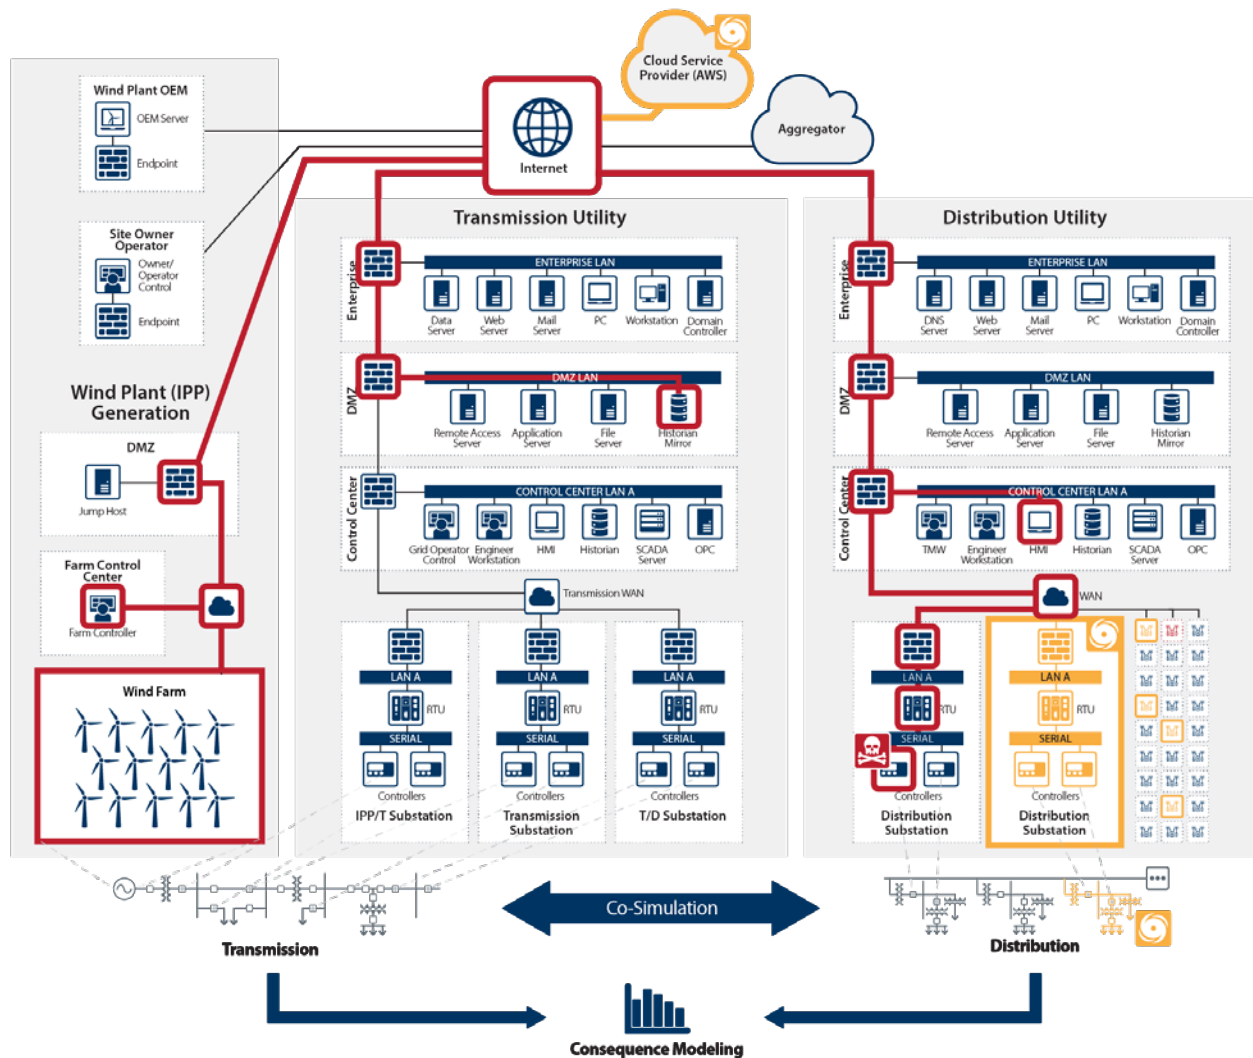 Cloud Service
Provider (AWS)
Aggregator
Internet
Wind Plant OEM
OEM Server
Endpoint
Site Owner
Operator
Owner/
Operator
Control
Endpoint
Wind Plant (IPP)
Generation
DMZ
Jump Host
Farm Control
Center
Farm Controller
Wind Farm
Transmission Utility
Enterprise
ENTERPRISE LAN
Data
Server
Web
Server
Mail
Server
PC
Workstation
Domain
Controller
DMZ
DMZ LAN
Remote Access
Server
Application
Server
File
Server
Historian
Mirror
Control Center
CONTROL CENTER LAN A
Grid Operator
Control
Engineer
Workstation
HMI
Historian
SCADA
Server
OPC
Transmission WAN
LAN A
RTU
SERIAL
Controllers
IPP/T Substation
LAN A
RTU
SERIAL
Controllers
Transmission
Substation
LAN A
RTU
SERIAL
Controllers
T/D Substation
Distribution Utility
Enterprise
ENTERPRISE LAN
DNS
Server
Web
Server
Mail
Server
PC
Workstation
Domain
Controller
DMZ
DMZ LAN
Remote Access
Server
Application
Server
File
Server
Historian
Mirror
Control Center
CONTROL CENTER LAN A
TMW
Engineer
Workstation
HMI
Historian
SCADA
Server
OPC
WAN
LAN A
RTU
SERIAL
Controllers
Distribution
Substation
LAN A
RTU
SERIAL
Controllers
Distribution
Substation
Transmission
Co-Simulation
Distribution
Consequence Modeling